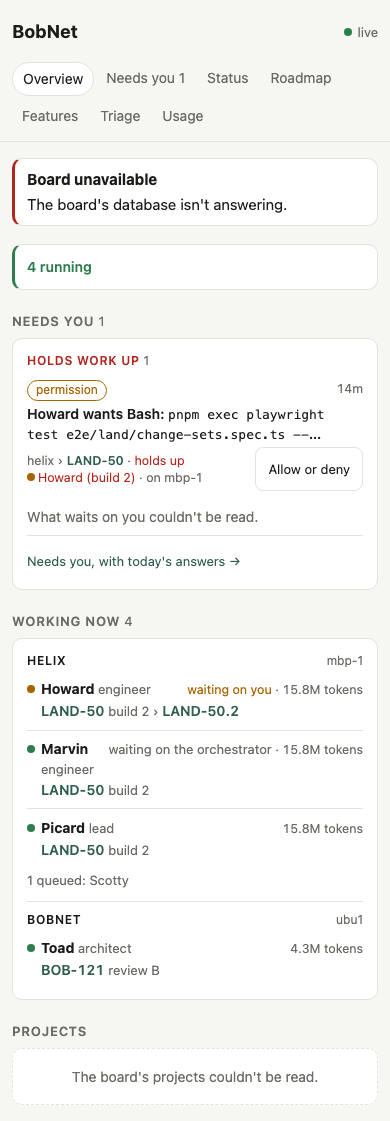 BobNet
live
Overview
Needs you 1
Status
Roadmap
Features
Triage
Usage
Board unavailable
The board's database isn't answering.
4 running
NEEDS YOU 1
HOLDS WORK UP 1
permission
14m
Howard wants Bash: pnpm exec playwright
test e2e/land/change-sets.spec.ts --…
helix › LAND-50 · holds up
Howard (build 2) · on mbp-1
Allow or deny
What waits on you couldn't be read.
Needs you, with today's answers →
WORKING NOW 4
HELIX
mbp-1
Howard engineer
waiting on you · 15.8M tokens
LAND-50 build 2 › LAND-50.2
Marvin
waiting on the orchestrator · 15.8M tokens
engineer
LAND-50 build 2
Picard lead
15.8M tokens
LAND-50 build 2
1 queued: Scotty
BOBNET
ubu1
Toad architect
4.3M tokens
BOB-121 review B
PROJECTS
The board's projects couldn't be read.